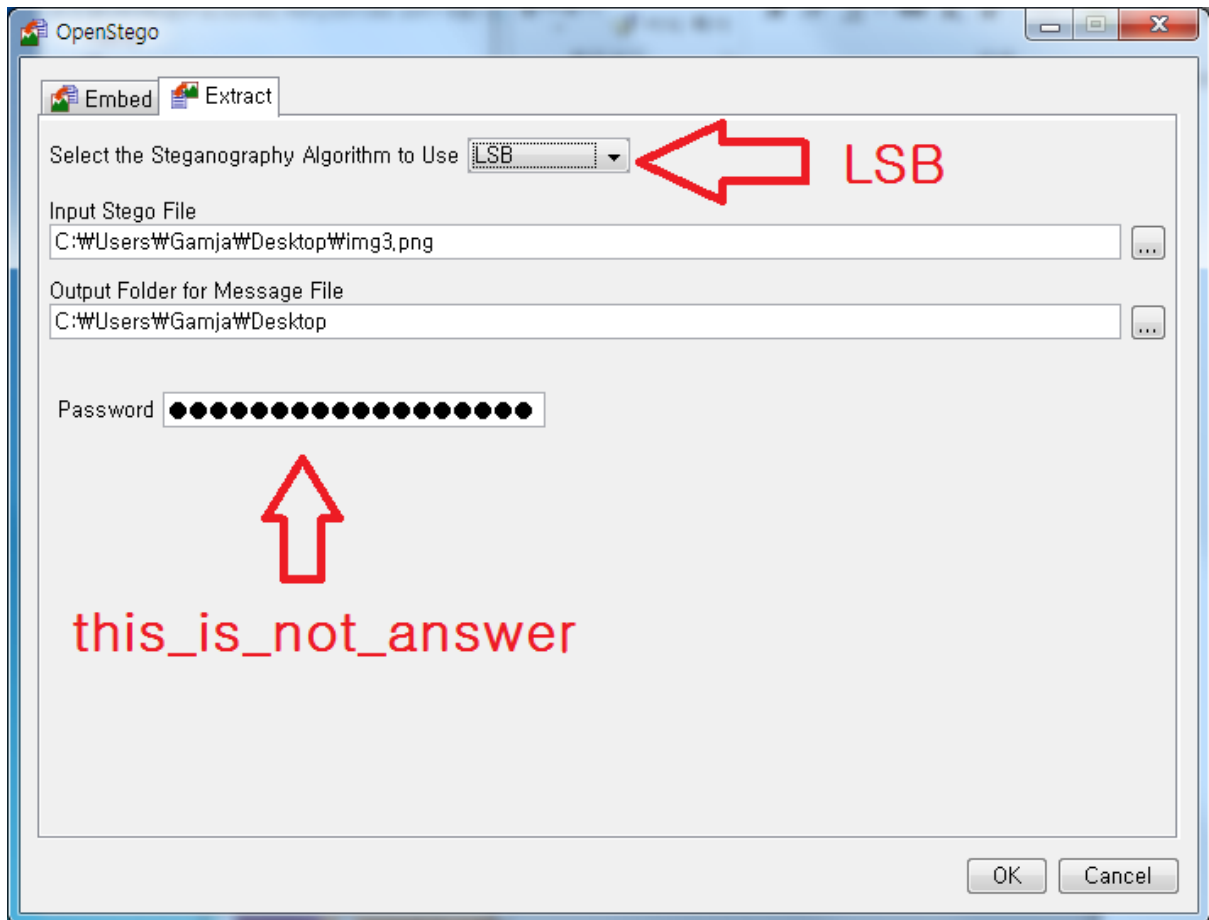 OpenStego
Embed Extract
Select the Steganography Algorithm to Use LSB LSB
Input Stego File
C:₩Users₩Gamja₩Desktop₩img3.png ...
Output Folder for Message File
C:₩Users₩Gamja₩Desktop ...
Password ●●●●●●●●●●●●●●●●●●
this_is_not_answer
OK Cancel